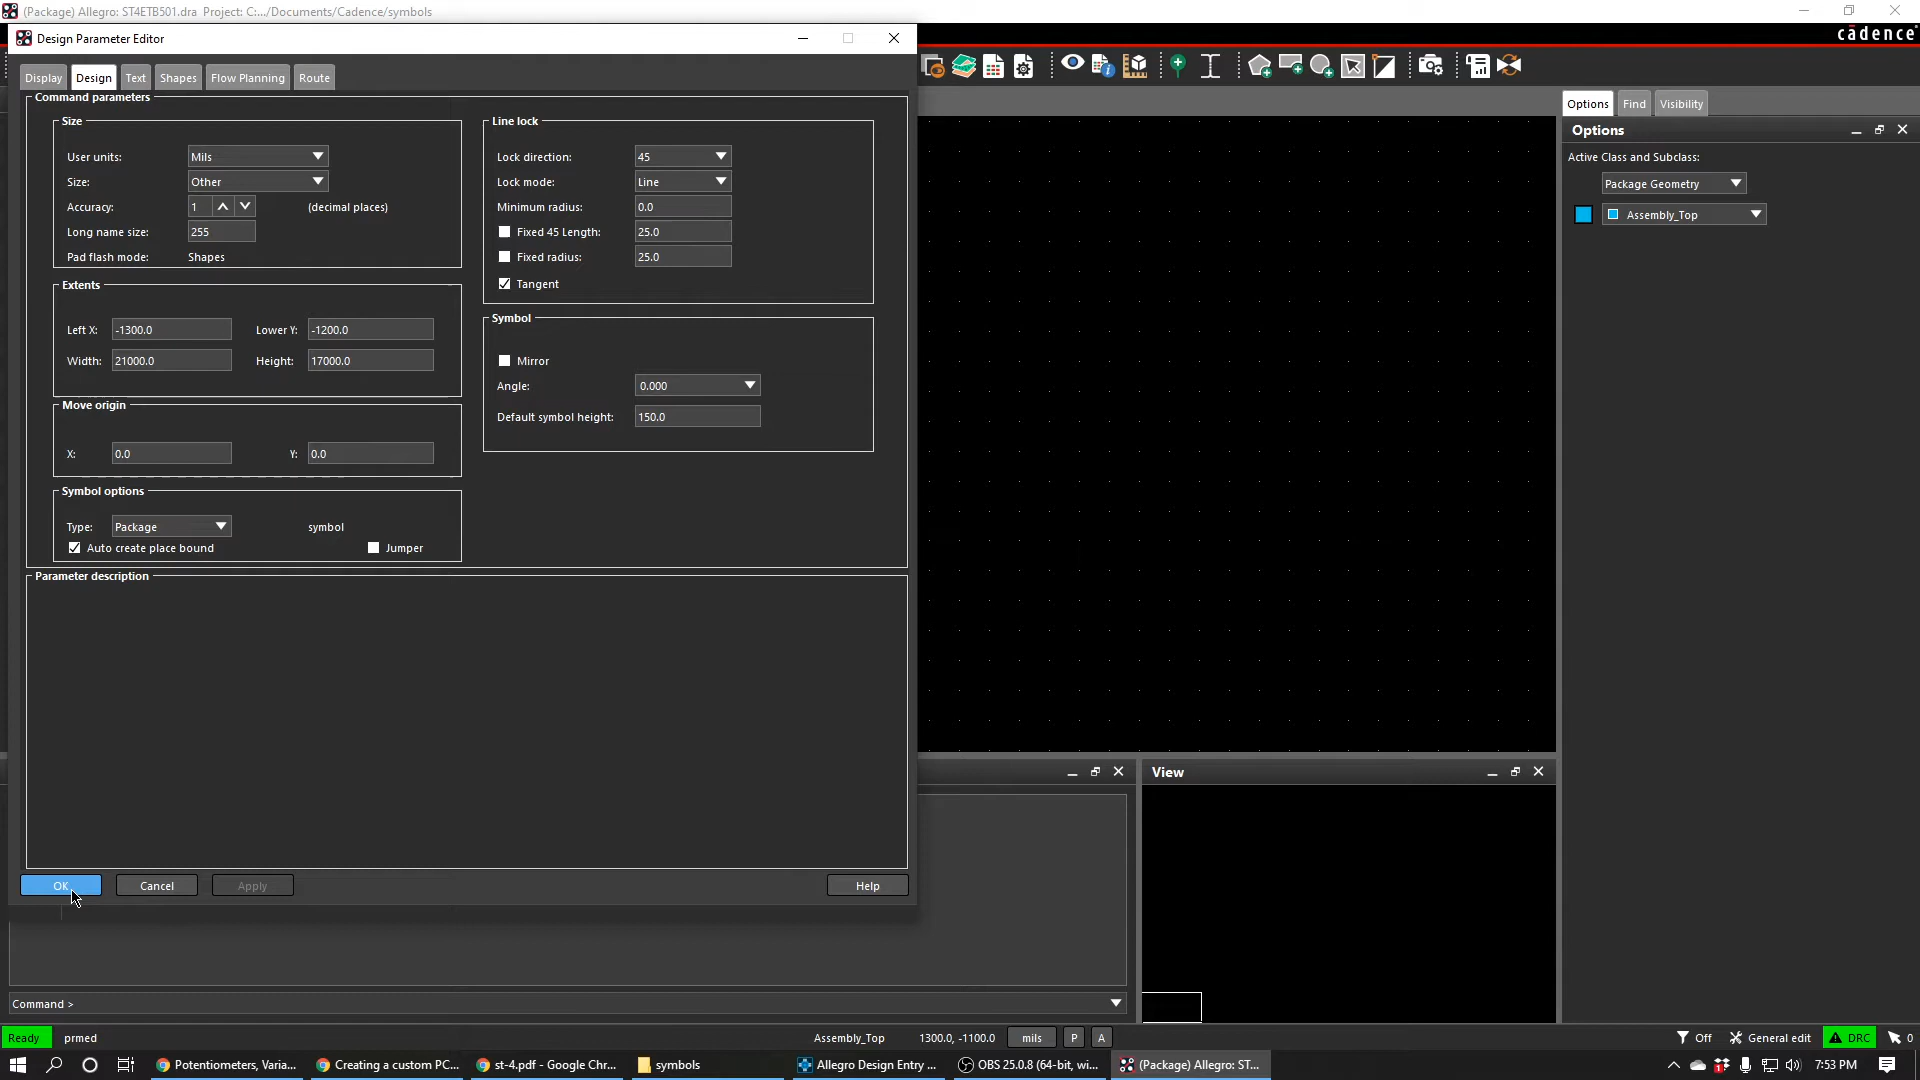 (Package) Allegro: ST4ETB501.dra Project: C:.../Documents/Cadence/symbols
cādence
Design Parameter Editor
Display
Design
Text
Shapes
Flow Planning
Route
Command parameters
Size
User units: Mils
Size: Other
Accuracy: 1 (decimal places)
Long name size: 255
Pad flash mode: Shapes
Extents
Left X: -1300.0 Lower Y: -1200.0
Width: 21000.0 Height: 17000.0
Move origin
X: 0.0 Y: 0.0
Symbol options
Type: Package symbol
Auto create place bound Jumper
Line lock
Lock direction: 45
Lock mode: Line
Minimum radius: 0.0
Fixed 45 Length: 25.0
Fixed radius: 25.0
Tangent
Symbol
Mirror
Angle: 0.000
Default symbol height: 150.0
Parameter description
OK
Cancel
Apply
Help
Options
Find
Visibility
Options
Active Class and Subclass:
Package Geometry
Assembly_Top
View
Command >
Ready prmed Assembly_Top 1300.0, -1100.0 mils P A Off General edit DRC 0
Potentiometers, Varia... Creating a custom PC... st-4.pdf - Google Chr... symbols Allegro Design Entry ... OBS 25.0.8 (64-bit, wi... (Package) Allegro: ST... 7:53 PM